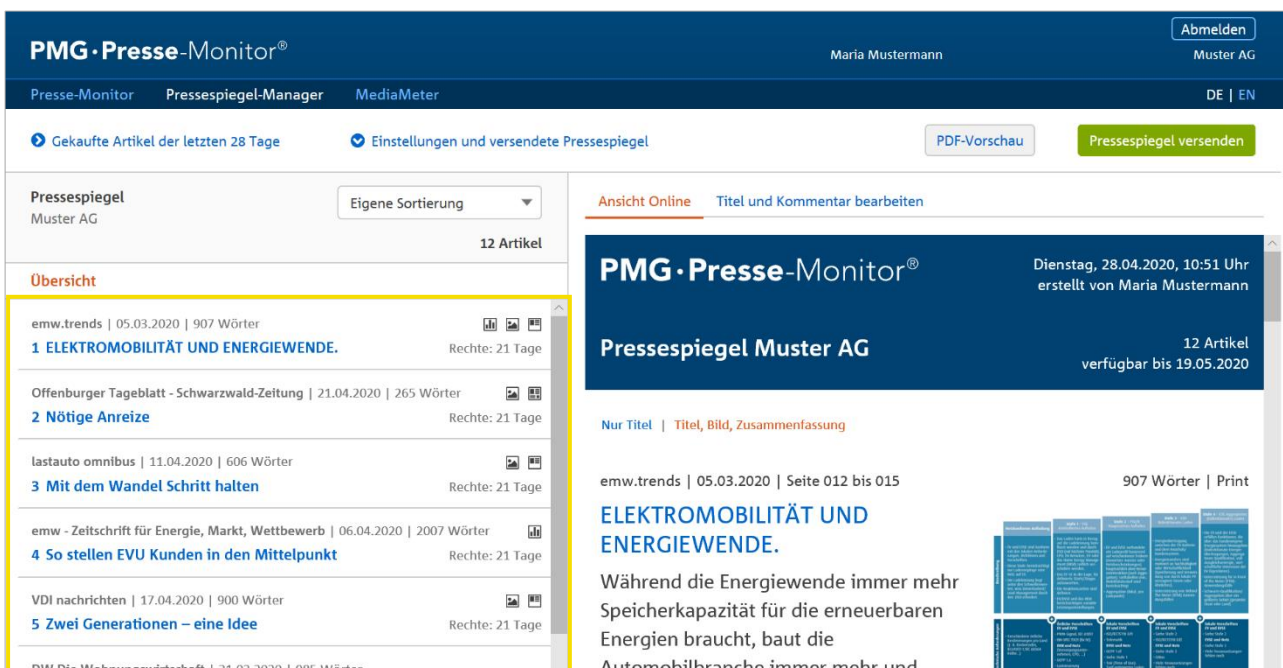 PMG·Presse-Monitor®
Maria Mustermann
Abmelden
Muster AG
Presse-Monitor Pressespiegel-Manager MediaMeter
DE | EN
Gekaufte Artikel der letzten 28 Tage
Einstellungen und versendete Pressespiegel
PDF-Vorschau
Pressespiegel versenden
Pressespiegel
Muster AG
Eigene Sortierung
12 Artikel
Übersicht
emw.trends | 05.03.2020 | 907 Wörter
1 ELEKTROMOBILITÄT UND ENERGIEWENDE.
Rechte: 21 Tage
Offenburger Tageblatt - Schwarzwald-Zeitung | 21.04.2020 | 265 Wörter
2 Nötige Anreize
Rechte: 21 Tage
lastauto omnibus | 11.04.2020 | 606 Wörter
3 Mit dem Wandel Schritt halten
Rechte: 21 Tage
emw - Zeitschrift für Energie, Markt, Wettbewerb | 06.04.2020 | 2007 Wörter
4 So stellen EVU Kunden in den Mittelpunkt
Rechte: 21 Tage
VDI nachrichten | 17.04.2020 | 900 Wörter
5 Zwei Generationen – eine Idee
Rechte: 21 Tage
Ansicht Online
Titel und Kommentar bearbeiten
PMG·Presse-Monitor®
Dienstag, 28.04.2020, 10:51 Uhr
erstellt von Maria Mustermann
Pressespiegel Muster AG
12 Artikel
verfügbar bis 19.05.2020
Nur Titel | Titel, Bild, Zusammenfassung
emw.trends | 05.03.2020 | Seite 012 bis 015
907 Wörter | Print
ELEKTROMOBILITÄT UND
ENERGIEWENDE.
Während die Energiewende immer mehr
Speicherkapazität für die erneuerbaren
Energien braucht, baut die
Automobilbranche immer mehr und